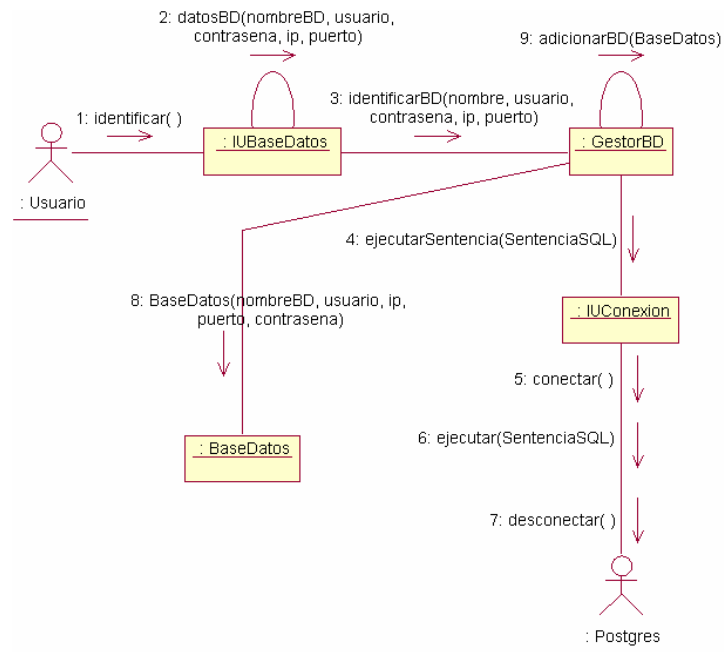 2: datosBD(nombreBD, usuario,
contrasena, ip, puerto)
9: adicionarBD(BaseDatos)
1: identificar( )
3: identificarBD(nombre, usuario,
contrasena, ip, puerto)
: IUBaseDatos
: GestorBD
: Usuario
4: ejecutarSentencia(SentenciaSQL)
8: BaseDatos(nombreBD, usuario, ip,
puerto, contrasena)
: IUConexion
5: conectar( )
6: ejecutar(SentenciaSQL)
: BaseDatos
7: desconectar( )
: Postgres